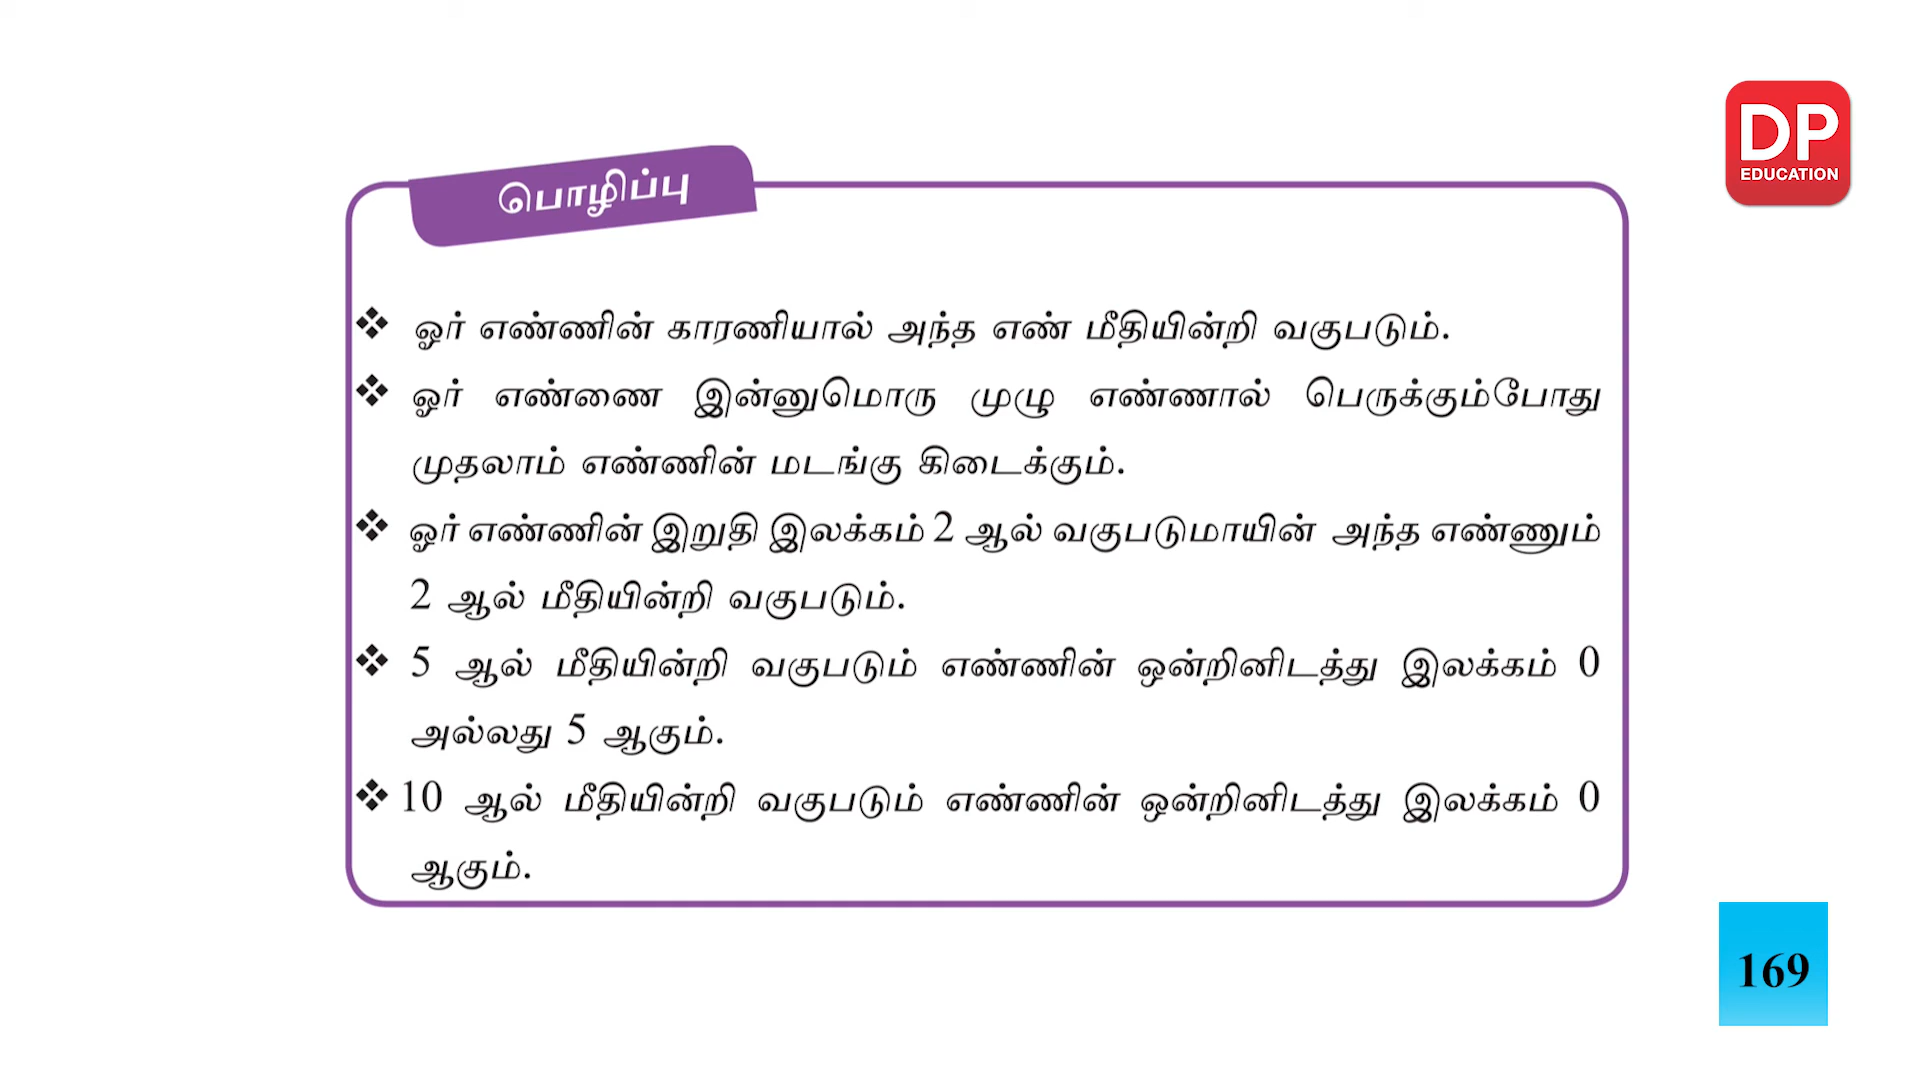 DP
EDUCATION
பொழிப்பு
❖ ஓர் எண்ணின் காரணியால் அந்த எண் மீதியின்றி வகுபடும்.
❖ ஓர் எண்ணை இன்னுமொரு முழு எண்ணால் பெருக்கும்போது
முதலாம் எண்ணின் மடங்கு கிடைக்கும்.
❖ ஓர் எண்ணின் இறுதி இலக்கம் 2 ஆல் வகுபடுமாயின் அந்த எண்ணும்
2 ஆல் மீதியின்றி வகுபடும்.
❖ 5 ஆல் மீதியின்றி வகுபடும் எண்ணின் ஒன்றினிடத்து இலக்கம் 0
அல்லது 5 ஆகும்.
❖ 10 ஆல் மீதியின்றி வகுபடும் எண்ணின் ஒன்றினிடத்து இலக்கம் 0
ஆகும்.
169